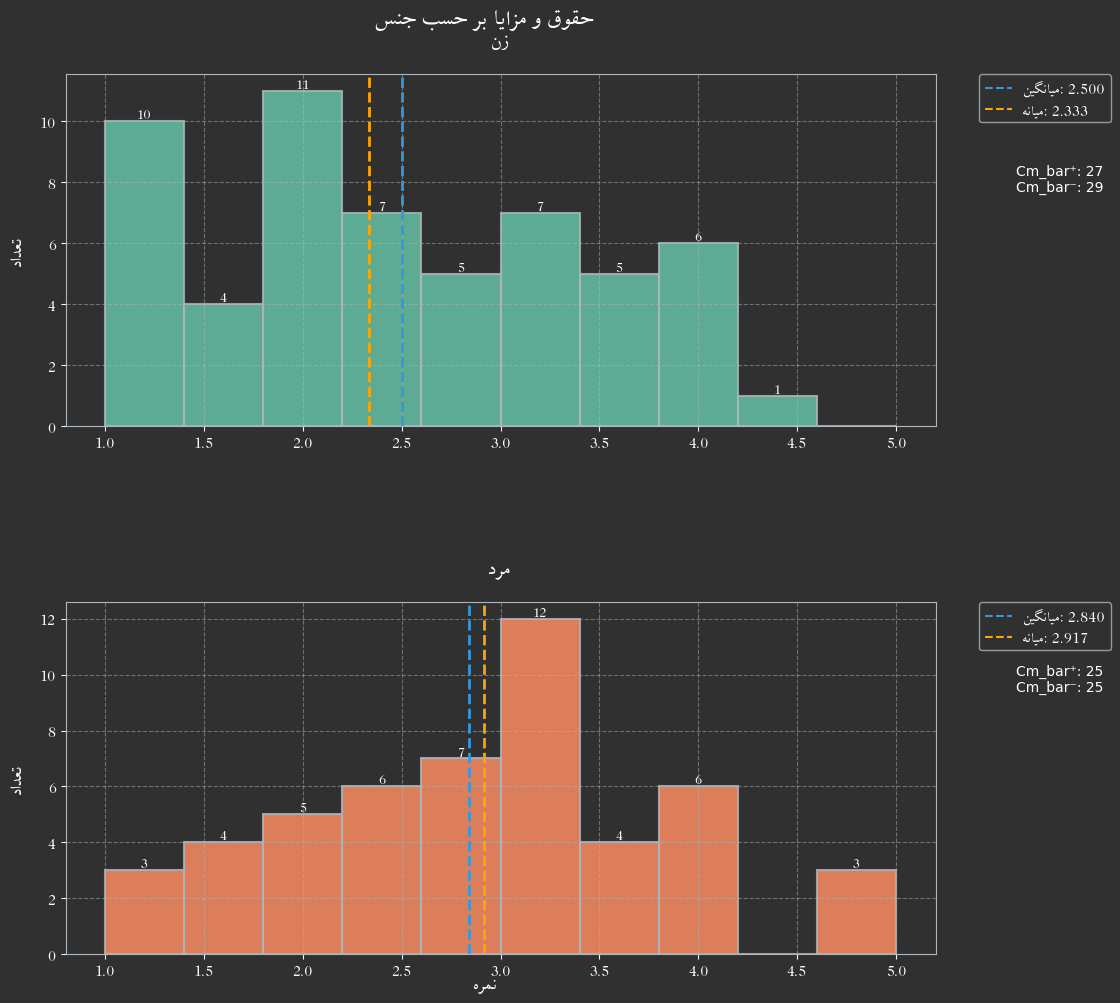 حقوق و مزایا بر حسب جنس
زن
میانگین: 2.500
میانه: 2.333
Cm_bar⁺: 27
Cm_bar⁻: 29
تعداد
10
8
6
4
2
0
10
4
11
7
5
7
5
6
1
1.0 1.5 2.0 2.5 3.0 3.5 4.0 4.5 5.0
مرد
میانگین: 2.840
میانه: 2.917
Cm_bar⁺: 25
Cm_bar⁻: 25
تعداد
12
10
8
6
4
2
0
3
4
5
6
7
12
4
6
3
1.0 1.5 2.0 2.5 3.0 3.5 4.0 4.5 5.0
نمره